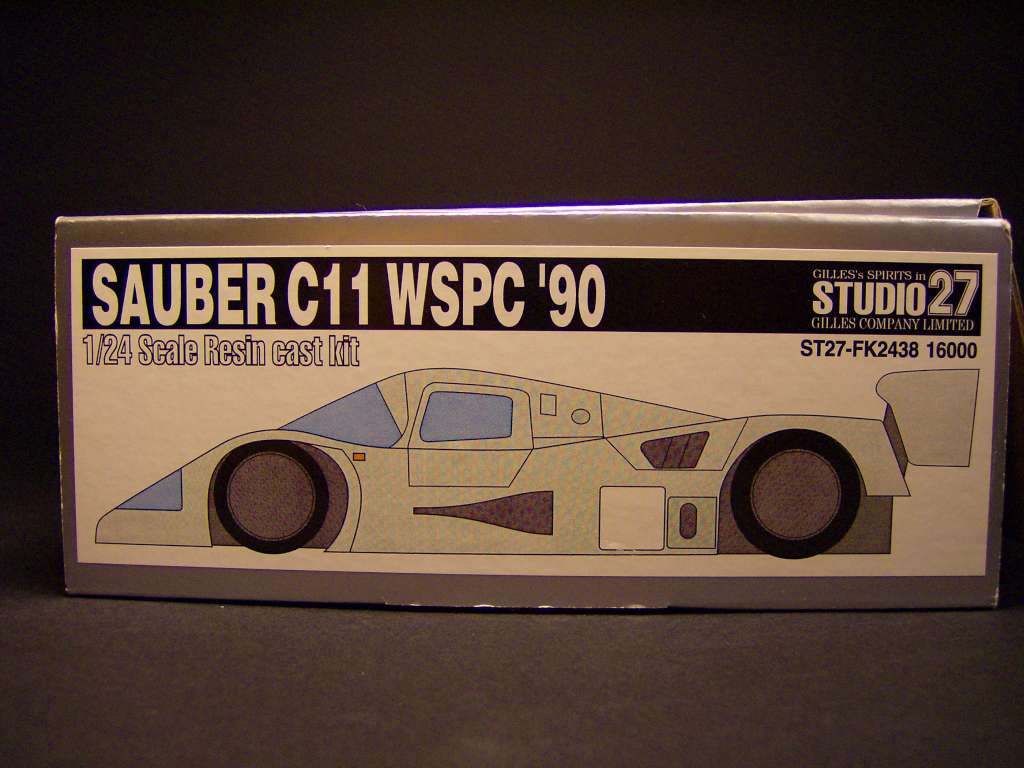 SAUBER C11 WSPC '90
GILLES's SPIRITS in
STUDIO27
GILLES COMPANY LIMITED
1/24 Scale Resin cast kit
ST27-FK2438 16000